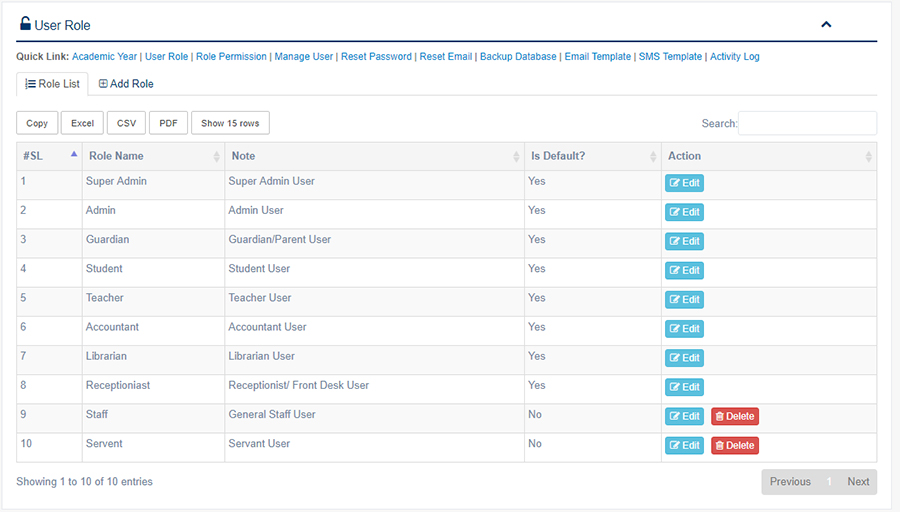 User Role
Quick Link: Academic Year | User Role | Role Permission | Manage User | Reset Password | Reset Email | Backup Database | Email Template | SMS Template | Activity Log
Role List Add Role
Copy Excel CSV PDF Show 15 rows Search:
#SL Role Name Note Is Default? Action
1 Super Admin Super Admin User Yes Edit
2 Admin Admin User Yes Edit
3 Guardian Guardian/Parent User Yes Edit
4 Student Student User Yes Edit
5 Teacher Teacher User Yes Edit
6 Accountant Accountant User Yes Edit
7 Librarian Librarian User Yes Edit
8 Receptioniast Receptionist/ Front Desk User Yes Edit
9 Staff General Staff User No Edit Delete
10 Servent Servant User No Edit Delete
Showing 1 to 10 of 10 entries Previous 1 Next